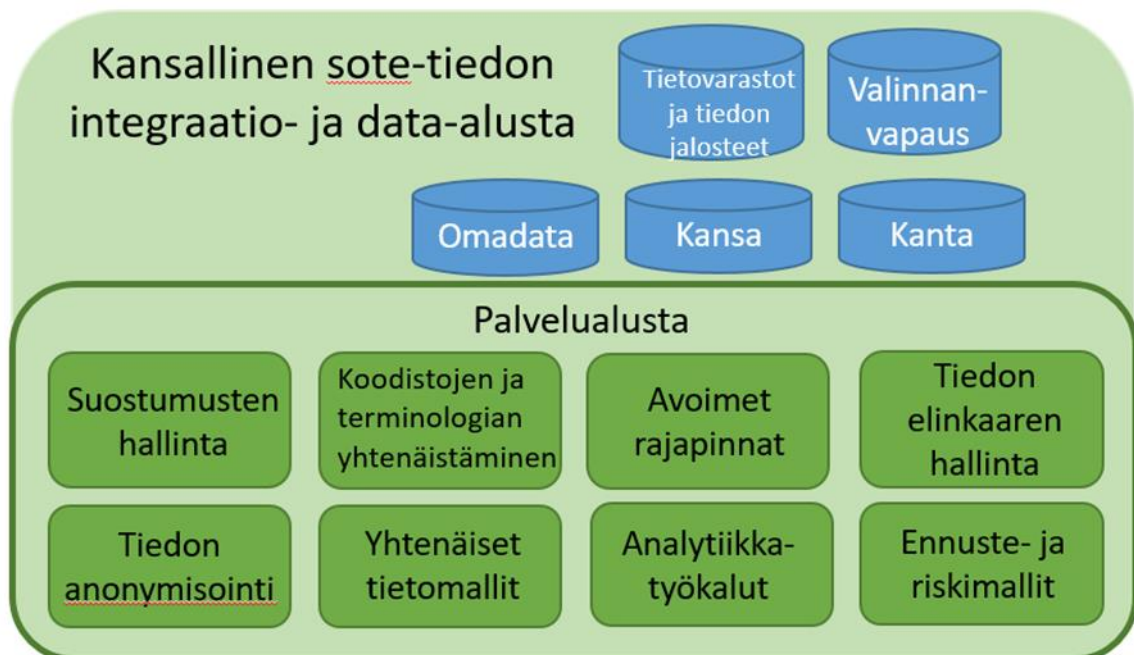 Kansallinen sote-tiedon
integraatio- ja data-alusta
Tietovarastot
ja tiedon
jalosteet
Valinnan-
vapaus
Omadata
Kansa
Kanta
Palvelualusta
Suostumusten
hallinta
Koodistojen ja
terminologian
yhtenäistäminen
Avoimet
rajapinnat
Tiedon
elinkaaren
hallinta
Tiedon
anonymisointi
Yhtenäiset
tietomallit
Analytiikka-
työkalut
Ennuste- ja
riskimallit